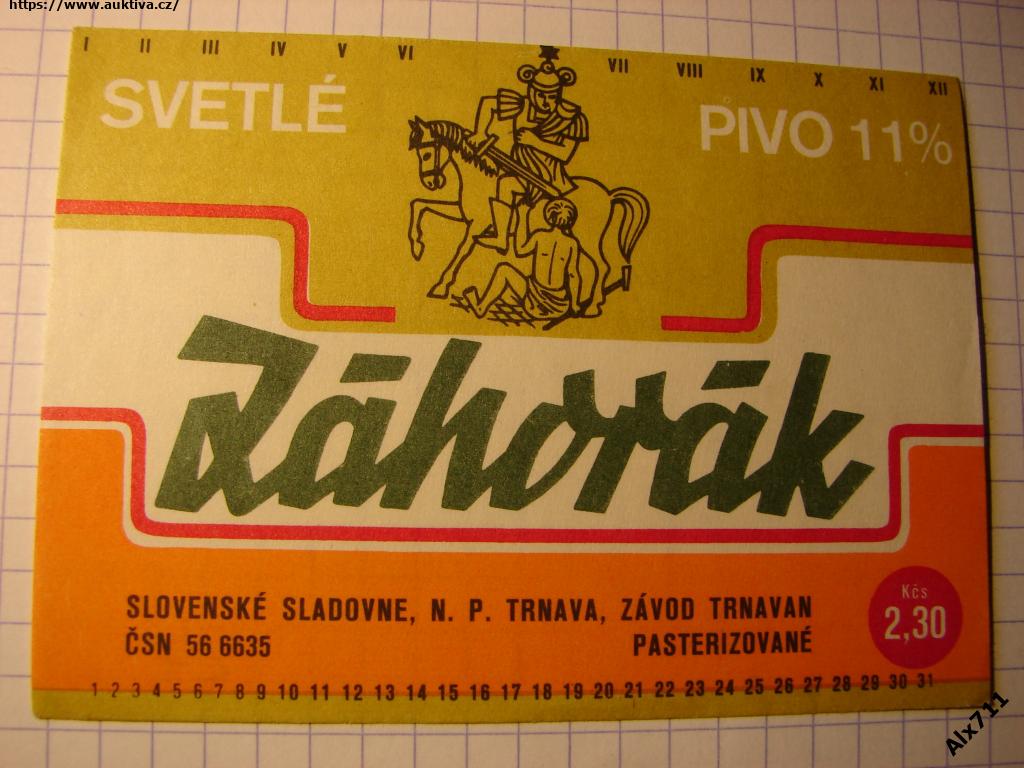 https://www.auktiva.cz/
I II III IV V VI VII VIII IX X XI XII
SVETLÉ PIVO 11%
Záhorák
SLOVENSKÉ SLADOVNE, N. P. TRNAVA, ZÁVOD TRNAVAN
ČSN 56 6635 PASTERIZOVANÉ
Kčs
2,30
1 2 3 4 5 6 7 8 9 10 11 12 13 14 15 16 17 18 19 20 21 22 23 24 25 26 27 28 29 30 31
Alx711